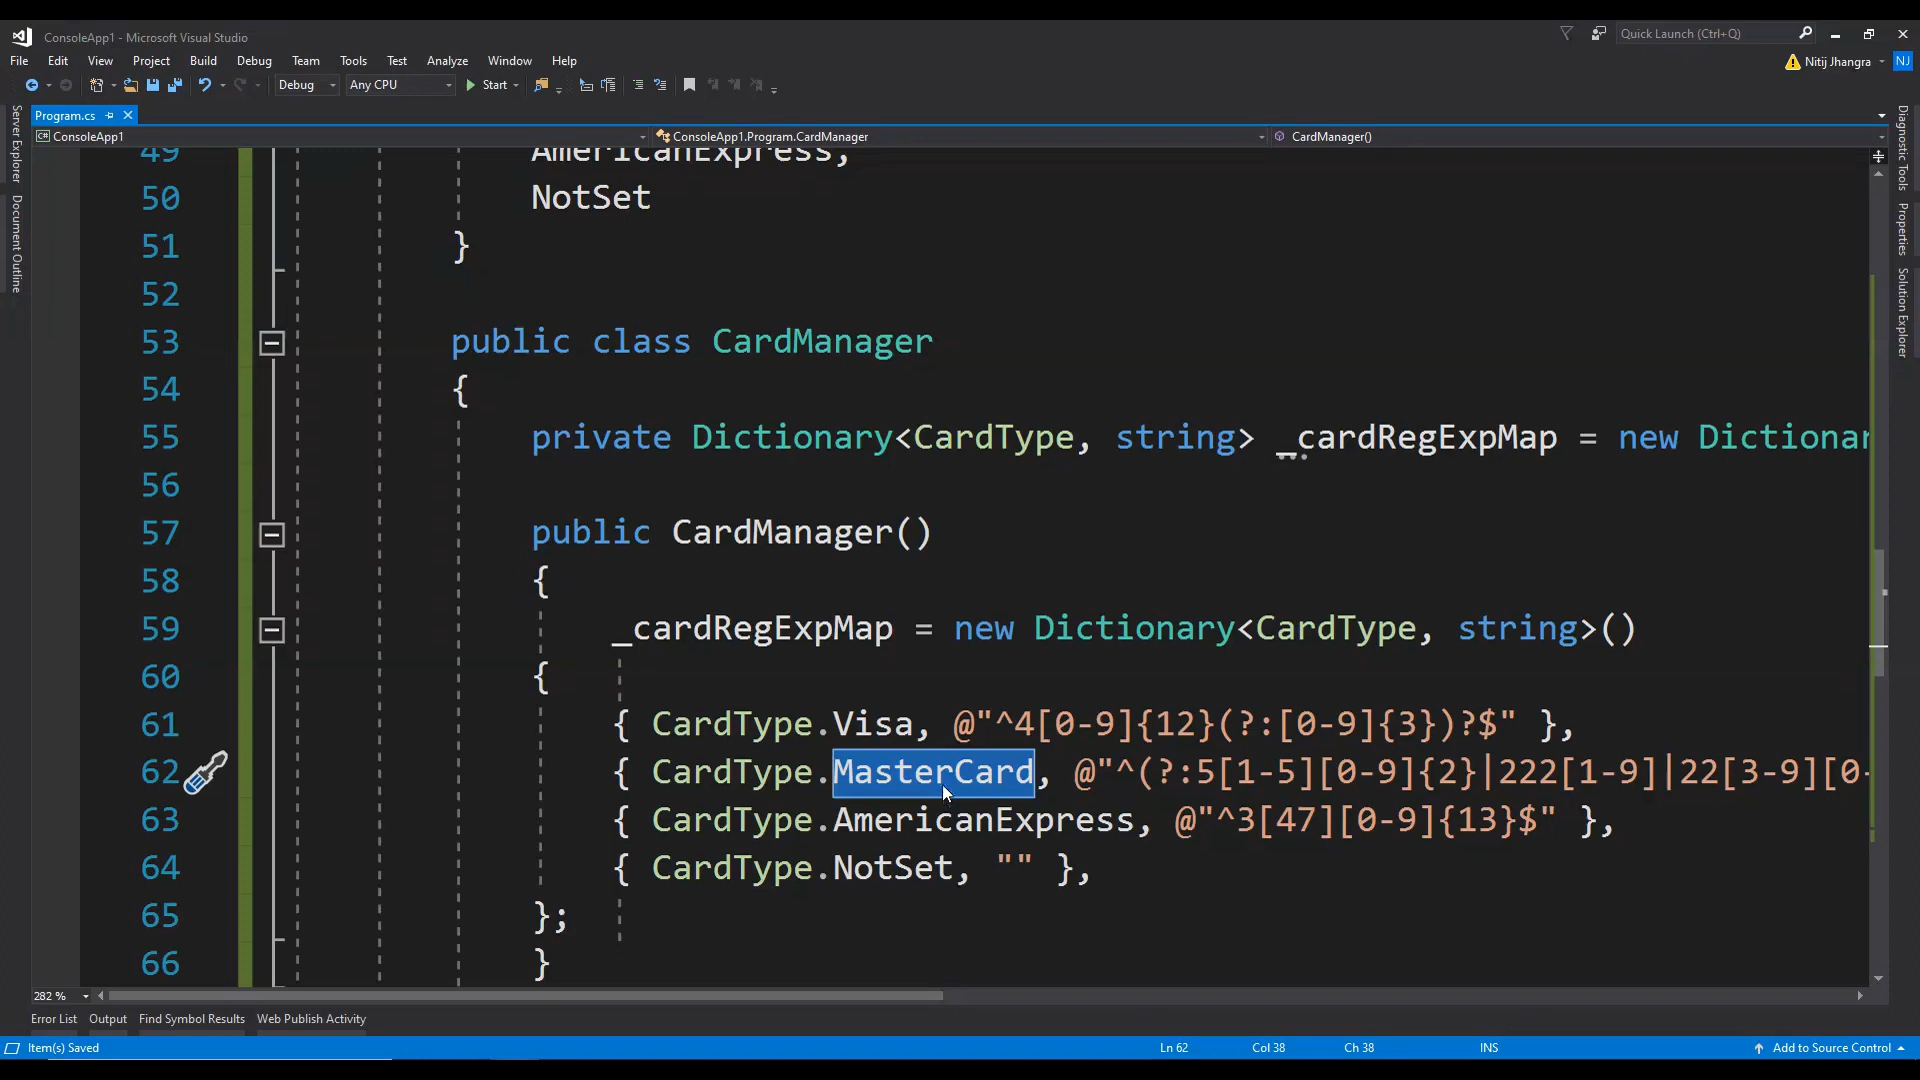 ConsoleApp1 - Microsoft Visual Studio
Quick Launch (Ctrl+Q)
File Edit View Project Build Debug Team Tools Test Analyze Window Help
Nitij Jhangra NJ
Debug Any CPU Start
Program.cs
ConsoleApp1 ConsoleApp1.Program.CardManager CardManager()
Server Explorer
Document Outline
Diagnostic Tools
Properties
Solution Explorer
49 AmericanExpress,
50 NotSet
51 }
52
53 public class CardManager
54 {
55 private Dictionary<CardType, string> _cardRegExpMap = new Dictionar
56
57 public CardManager()
58 {
59 _cardRegExpMap = new Dictionary<CardType, string>()
60 {
61 { CardType.Visa, @"^4[0-9]{12}(?:[0-9]{3})?$" },
62 { CardType.MasterCard, @"^(?:5[1-5][0-9]{2}|222[1-9]|22[3-9][0-
63 { CardType.AmericanExpress, @"^3[47][0-9]{13}$" },
64 { CardType.NotSet, "" },
65 };
66 }
282 %
Error List Output Find Symbol Results Web Publish Activity
Item(s) Saved Ln 62 Col 38 Ch 38 INS Add to Source Control